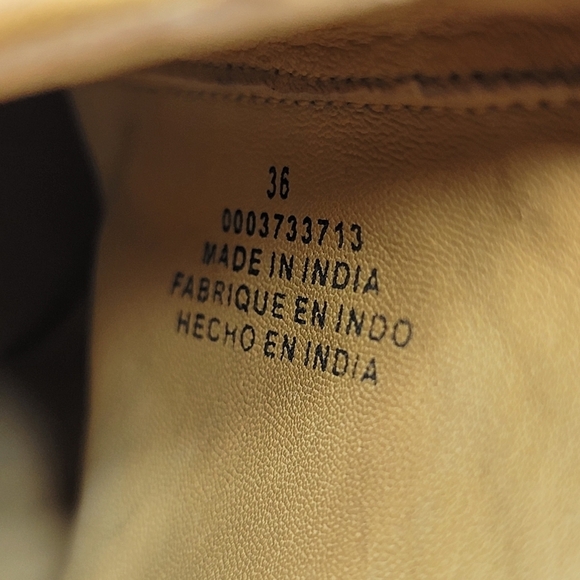 36
0003733713
MADE IN INDIA
FABRIQUE EN INDO
HECHO EN INDIA